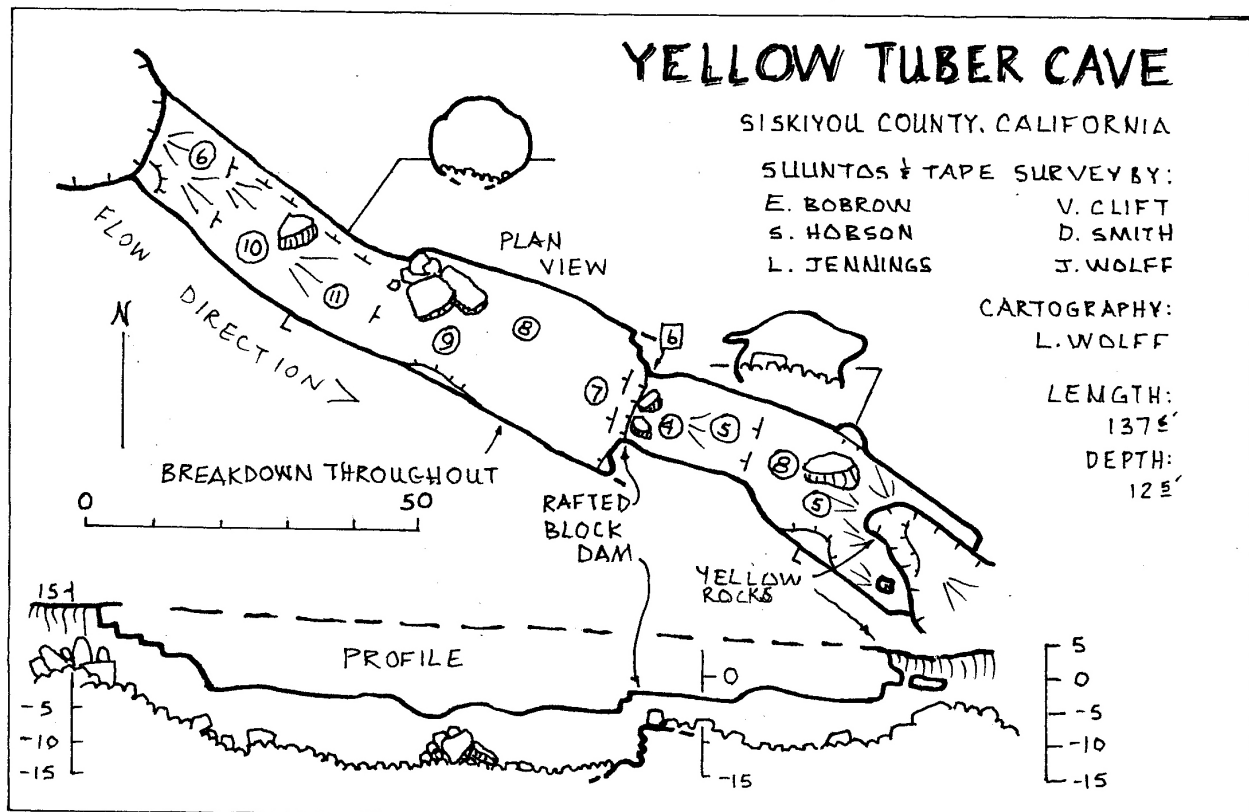 YELLOW TUBER CAVE
SISKIYOU COUNTY, CALIFORNIA
SUUNTOS & TAPE SURVEY BY:
E. BOBROW V. CLIFT
S. HOBSON D. SMITH
L. JENNINGS J. WOLFF
CARTOGRAPHY:
L. WOLFF
LENGTH:
DEPTH:
PLAN
VIEW
FLOW
DIRECTION
N
6
10
11
9
8
7
6
4
5
8
5
BREAKDOWN THROUGHOUT
0 50
RAFTED
BLOCK
DAM
YELLOW
ROCKS
PROFILE
15
-5
-10
-15
0
-15
5
0
-5
-10
-15